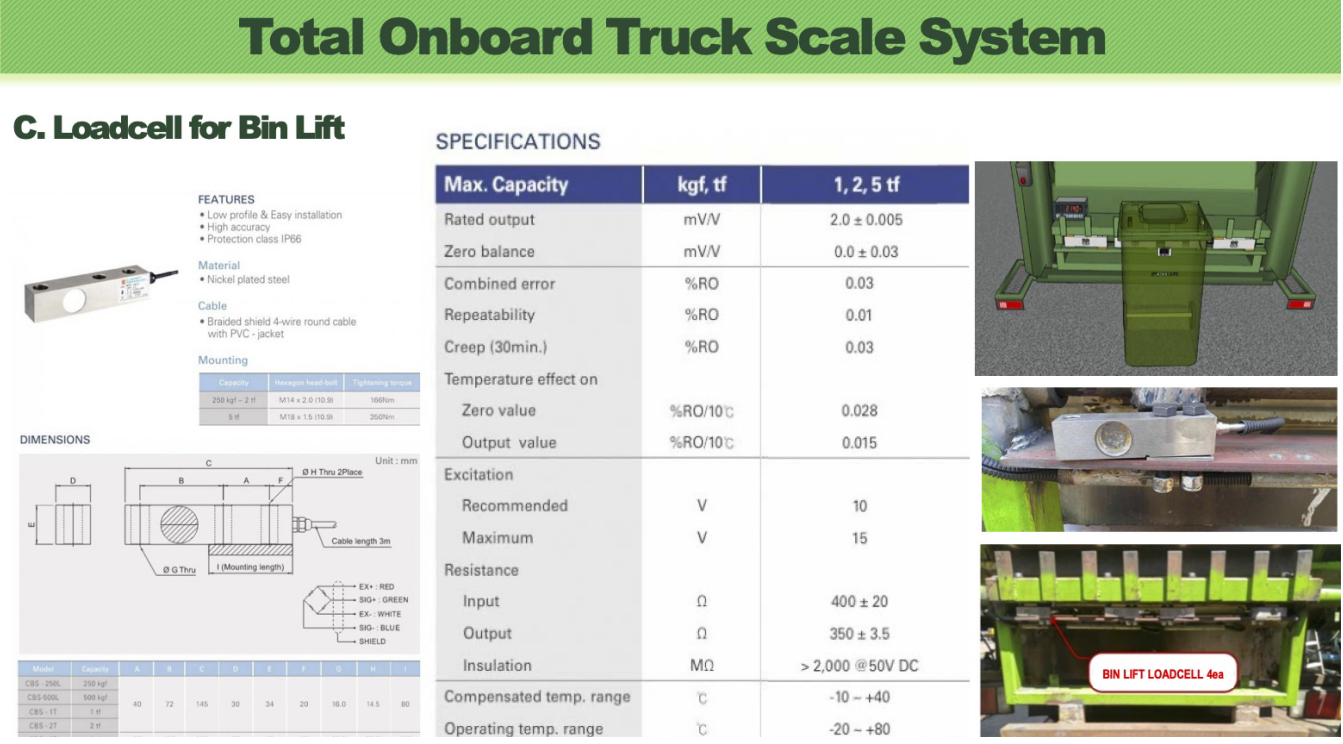 Total Onboard Truck Scale System
C. Loadcell for Bin Lift
FEATURES
• Low profile & Easy installation
• High accuracy
• Protection class IP66
Material
• Nickel plated steel
Cable
• Braided shield 4-wire round cable
with PVC - jacket
Mounting
Capacity Hexagon head-bolt Tightening torque
250 kgf ~ 2 tf M14 x 2.0 (10.9) 166Nm
5 tf M18 x 1.5 (10.9) 350Nm
DIMENSIONS
Unit : mm
C
Ø H Thru 2Place
D
B
A
F
E
Cable length 3m
Ø G Thru
I (Mounting length)
EX+ : RED
SIG+ : GREEN
EX- : WHITE
SIG- : BLUE
SHIELD
Model Capacity A B C D E F G H I
CBS - 250L 250 kgf
CBS-500L 500 kgf
40 72 145 30 34 20 16.0 14.5 80
CBS - 1T 1 tf
CBS - 2T 2 tf
SPECIFICATIONS
Max. Capacity kgf, tf 1, 2, 5 tf
Rated output mV/V 2.0 ± 0.005
Zero balance mV/V 0.0 ± 0.03
Combined error %RO 0.03
Repeatability %RO 0.01
Creep (30min.) %RO 0.03
Temperature effect on
Zero value %RO/10℃ 0.028
Output value %RO/10℃ 0.015
Excitation
Recommended V 10
Maximum V 15
Resistance
Input Ω 400 ± 20
Output Ω 350 ± 3.5
Insulation MΩ > 2,000 @50V DC
Compensated temp. range ℃ -10 ~ +40
Operating temp. range ℃ -20 ~ +80
BIN LIFT LOADCELL 4ea